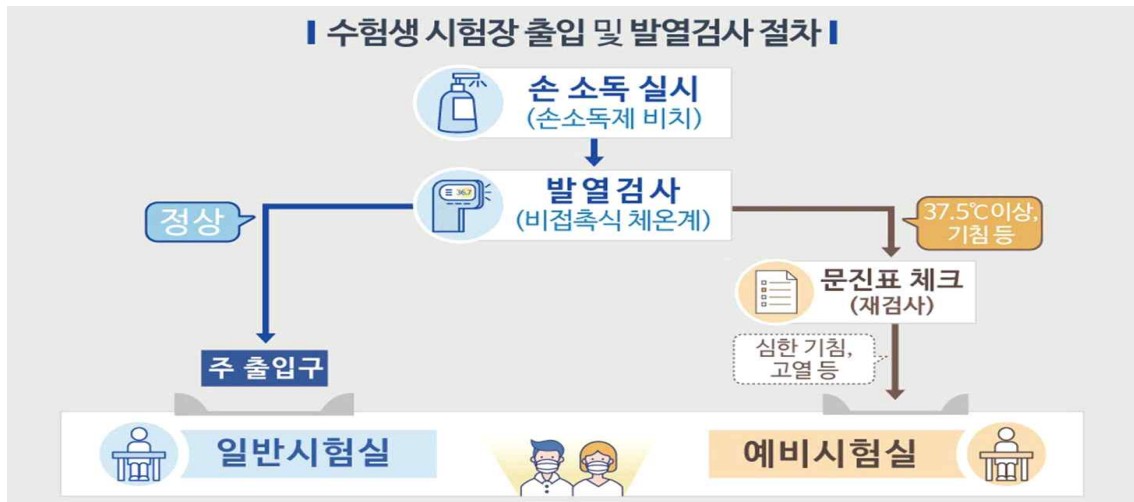 수험생 시험장 출입 및 발열검사 절차
손 소독 실시
(손소독제 비치)
36.7
발열검사
(비접촉식 체온계)
정상
37.5℃ 이상,
기침 등
문진표 체크
(재검사)
심한 기침,
고열 등
주 출입구
일반시험실
예비시험실